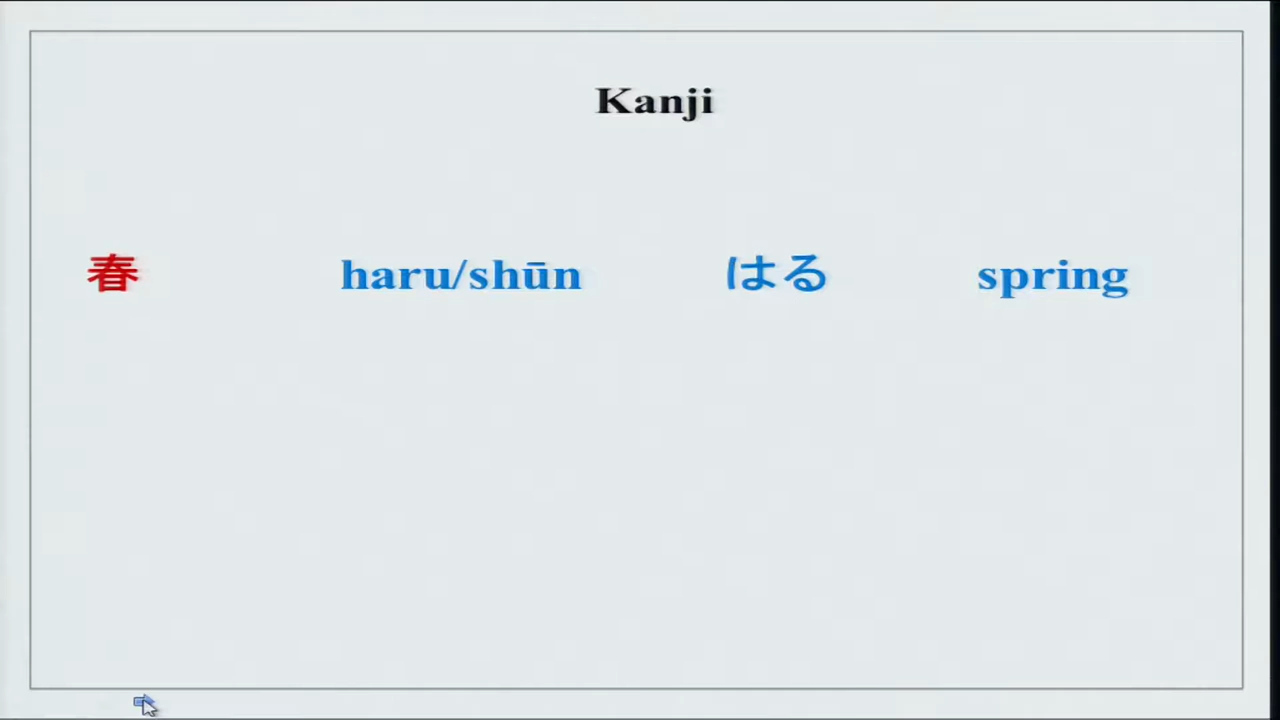 Kanji
春 haru/shūn はる spring